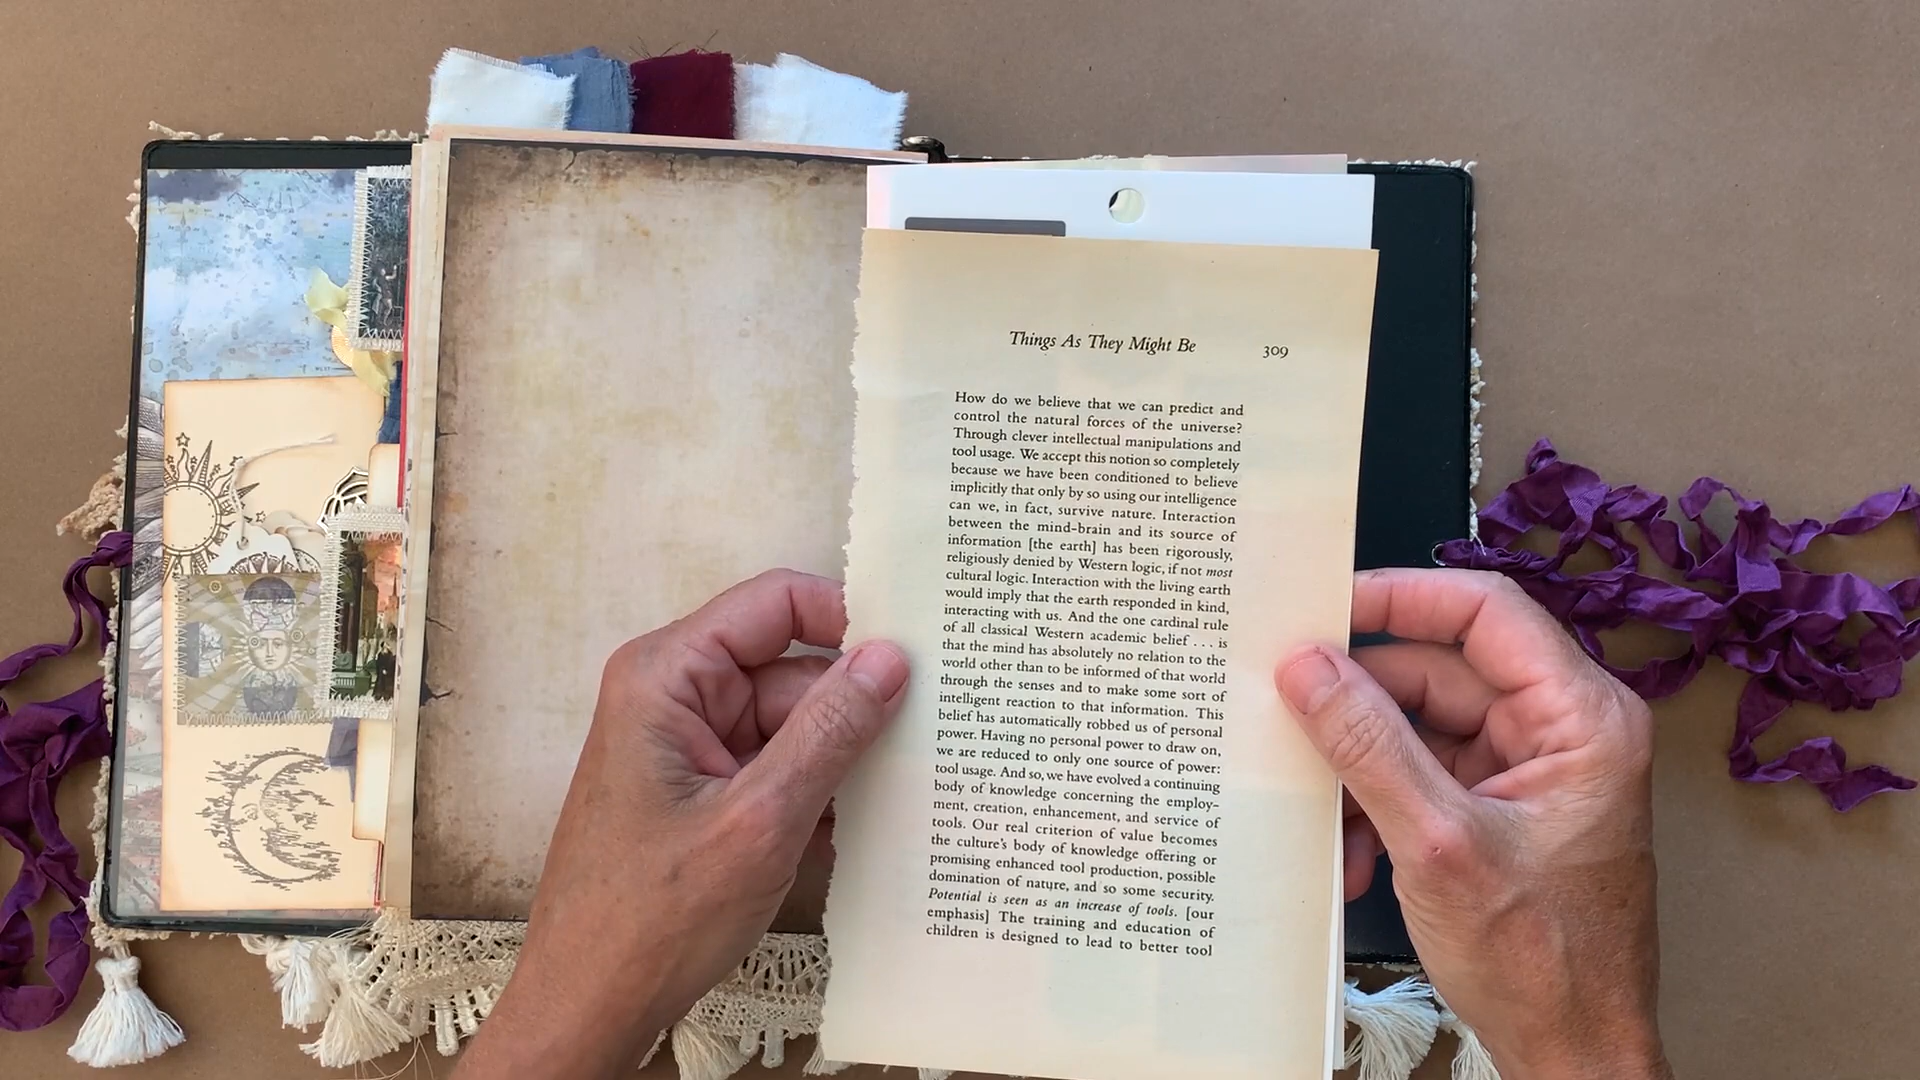 Things As They Might Be 309
How do we believe that we can predict and
control the natural forces of the universe?
Through clever intellectual manipulations and
tool usage. We accept this notion so completely
because we have been conditioned to believe
implicitly that only by so using our intelligence
can we, in fact, survive nature. Interaction
between the mind-brain and its source of
information [the earth] has been rigorously,
religiously denied by Western logic, if not most
cultural logic. Interaction with the living earth
would imply that the earth responded in kind,
interacting with us. And the one cardinal rule
of all classical Western academic belief . . . is
that the mind has absolutely no relation to the
world other than to be informed of that world
through the senses and to make some sort of
intelligent reaction to that information. This
belief has automatically robbed us of personal
power. Having no personal power to draw on,
we are reduced to only one source of power:
tool usage. And so, we have evolved a continuing
body of knowledge concerning the employ-
ment, creation, enhancement, and service of
tools. Our real criterion of value becomes
the culture's body of knowledge offering or
promising enhanced tool production, possible
domination of nature, and so some security.
Potential is seen as an increase of tools. [our
emphasis] The training and education of
children is designed to lead to better tool